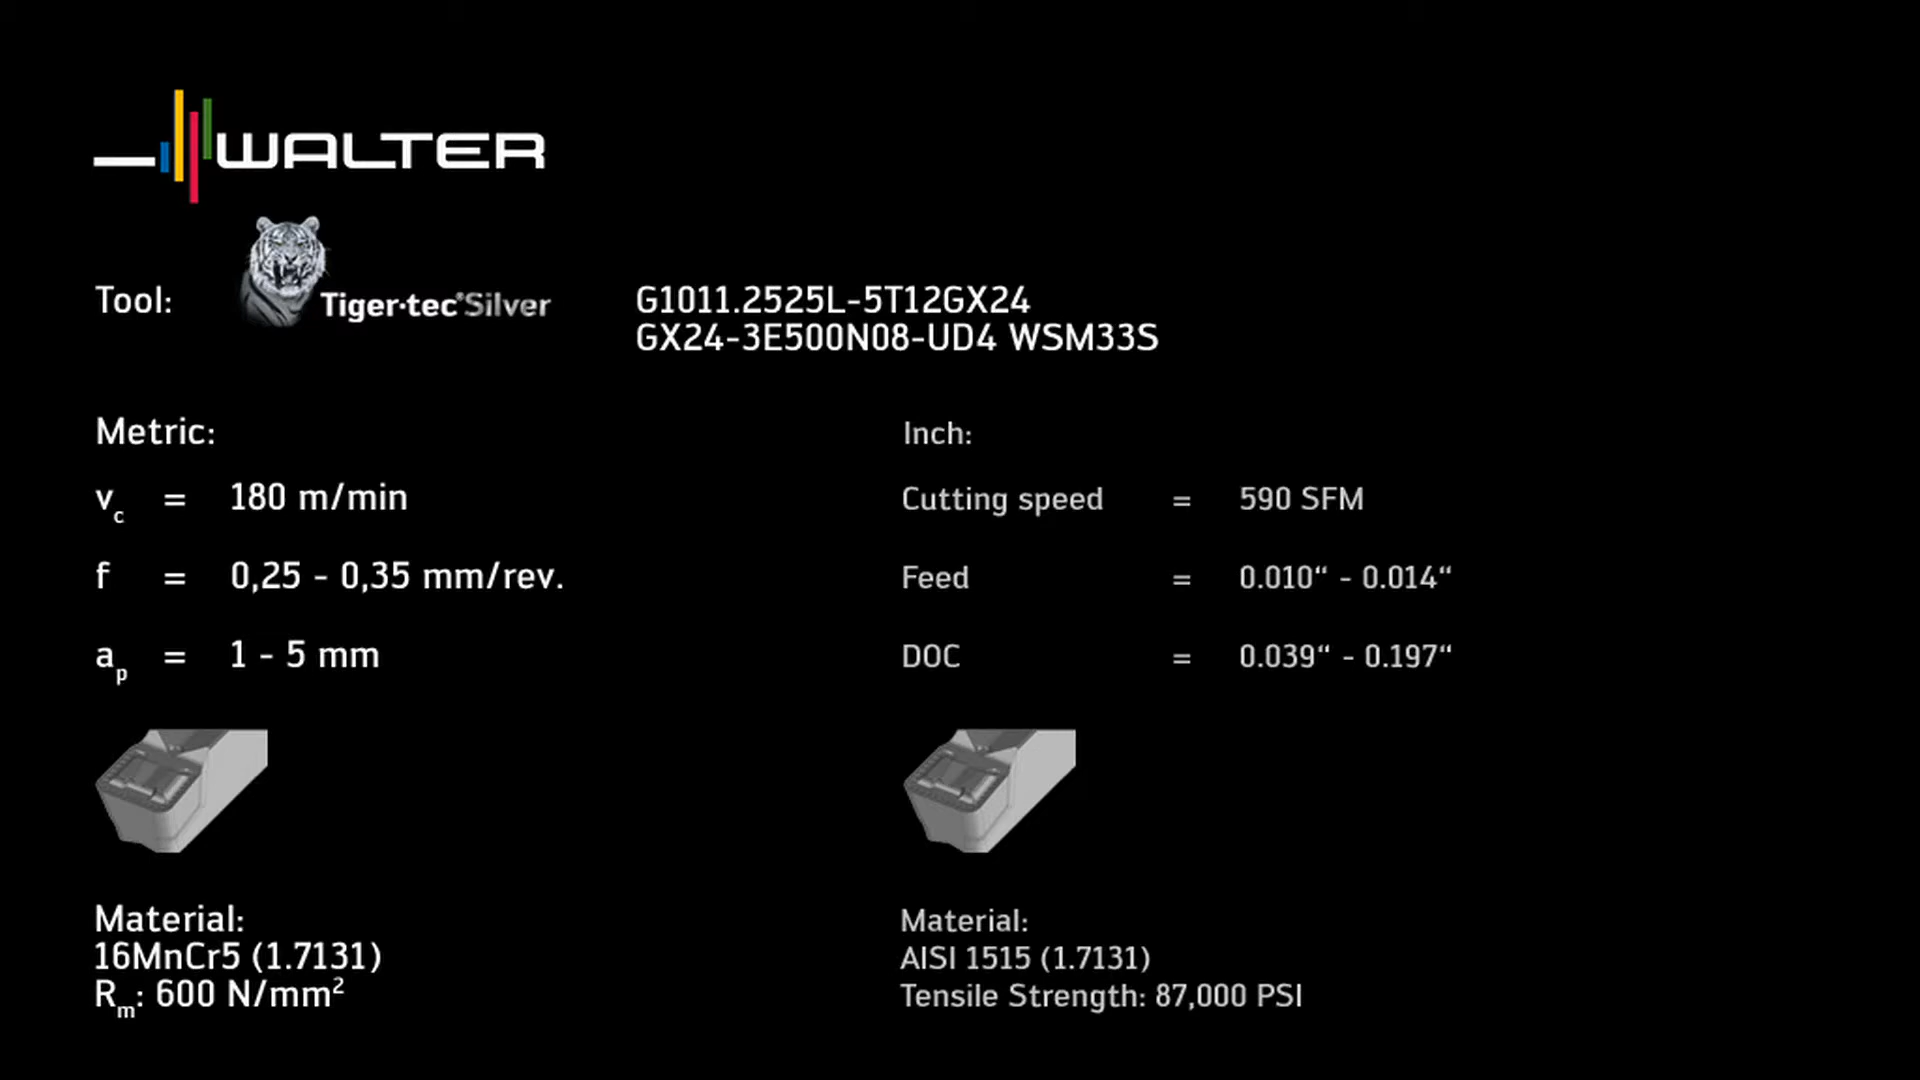 WALTER
Tool: Tiger·tec®Silver G1011.2525L-5T12GX24
GX24-3E500N08-UD4 WSM33S
Metric: Inch:
vc = 180 m/min Cutting speed = 590 SFM
f = 0,25 - 0,35 mm/rev. Feed = 0.010“ - 0.014“
ap = 1 - 5 mm DOC = 0.039“ - 0.197“
Material:
16MnCr5 (1.7131)
Rm: 600 N/mm²
Material:
AISI 1515 (1.7131)
Tensile Strength: 87,000 PSI